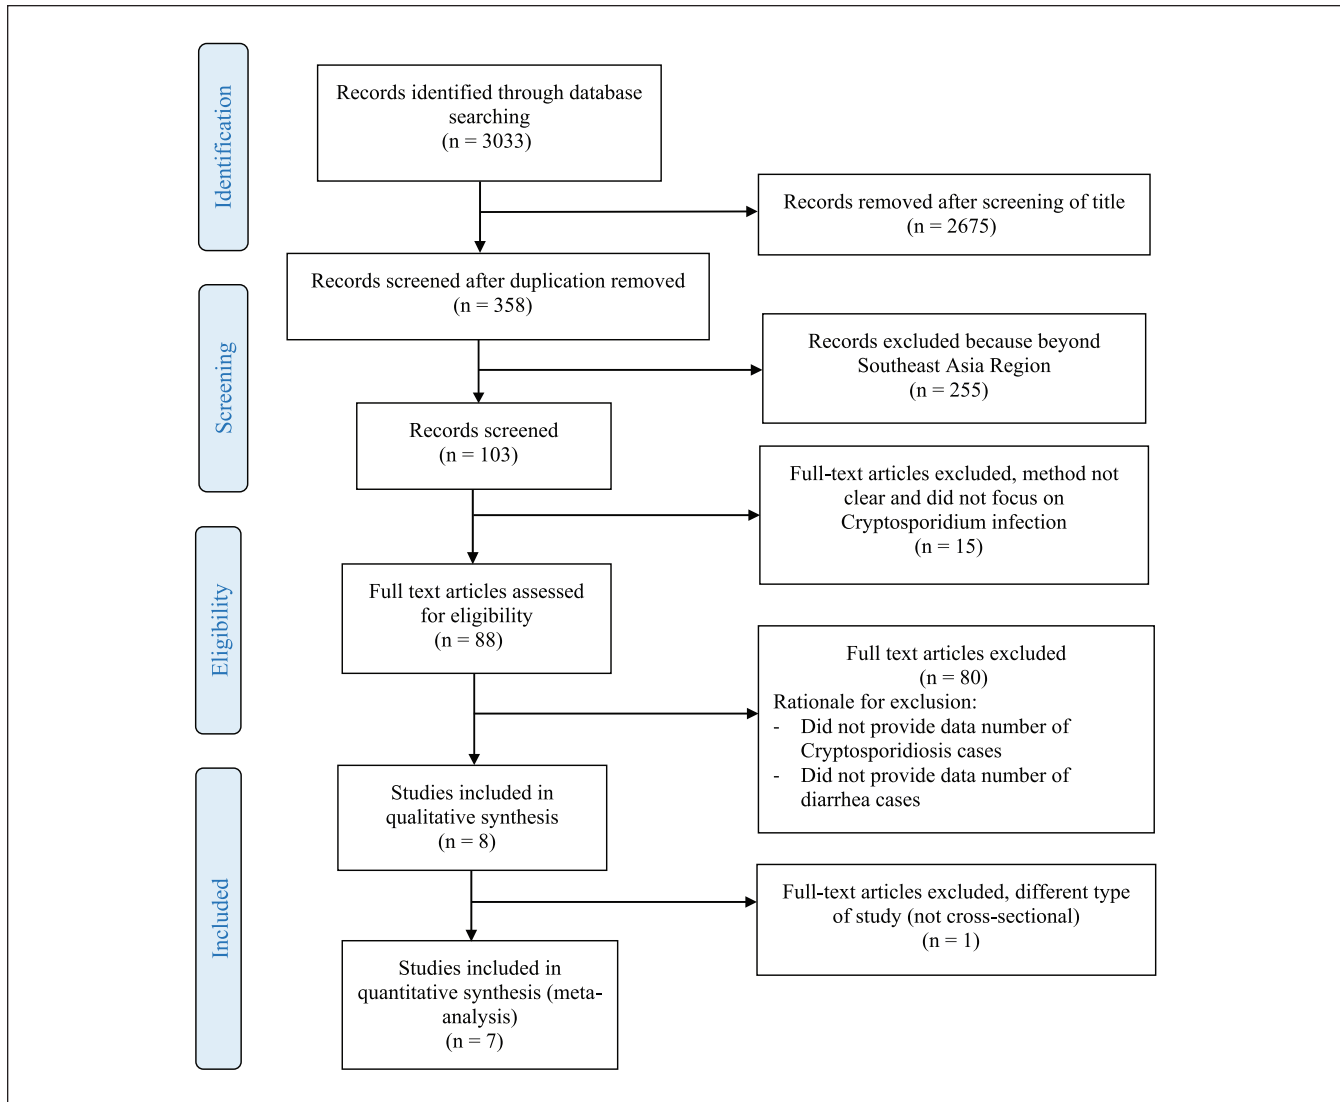 Identification
Records identified through database
searching
(n = 3033)
Records removed after screening of title
(n = 2675)
Records screened after duplication removed
(n = 358)
Screening
Records excluded because beyond
Southeast Asia Region
(n = 255)
Records screened
(n = 103)
Full-text articles excluded, method not
clear and did not focus on
Cryptosporidium infection
(n = 15)
Eligibility
Full text articles assessed
for eligibility
(n = 88)
Full text articles excluded
(n = 80)
Rationale for exclusion:
- Did not provide data number of
Cryptosporidiosis cases
- Did not provide data number of
diarrhea cases
Included
Studies included in
qualitative synthesis
(n = 8)
Full-text articles excluded, different type
of study (not cross-sectional)
(n = 1)
Studies included in
quantitative synthesis (meta-
analysis)
(n = 7)